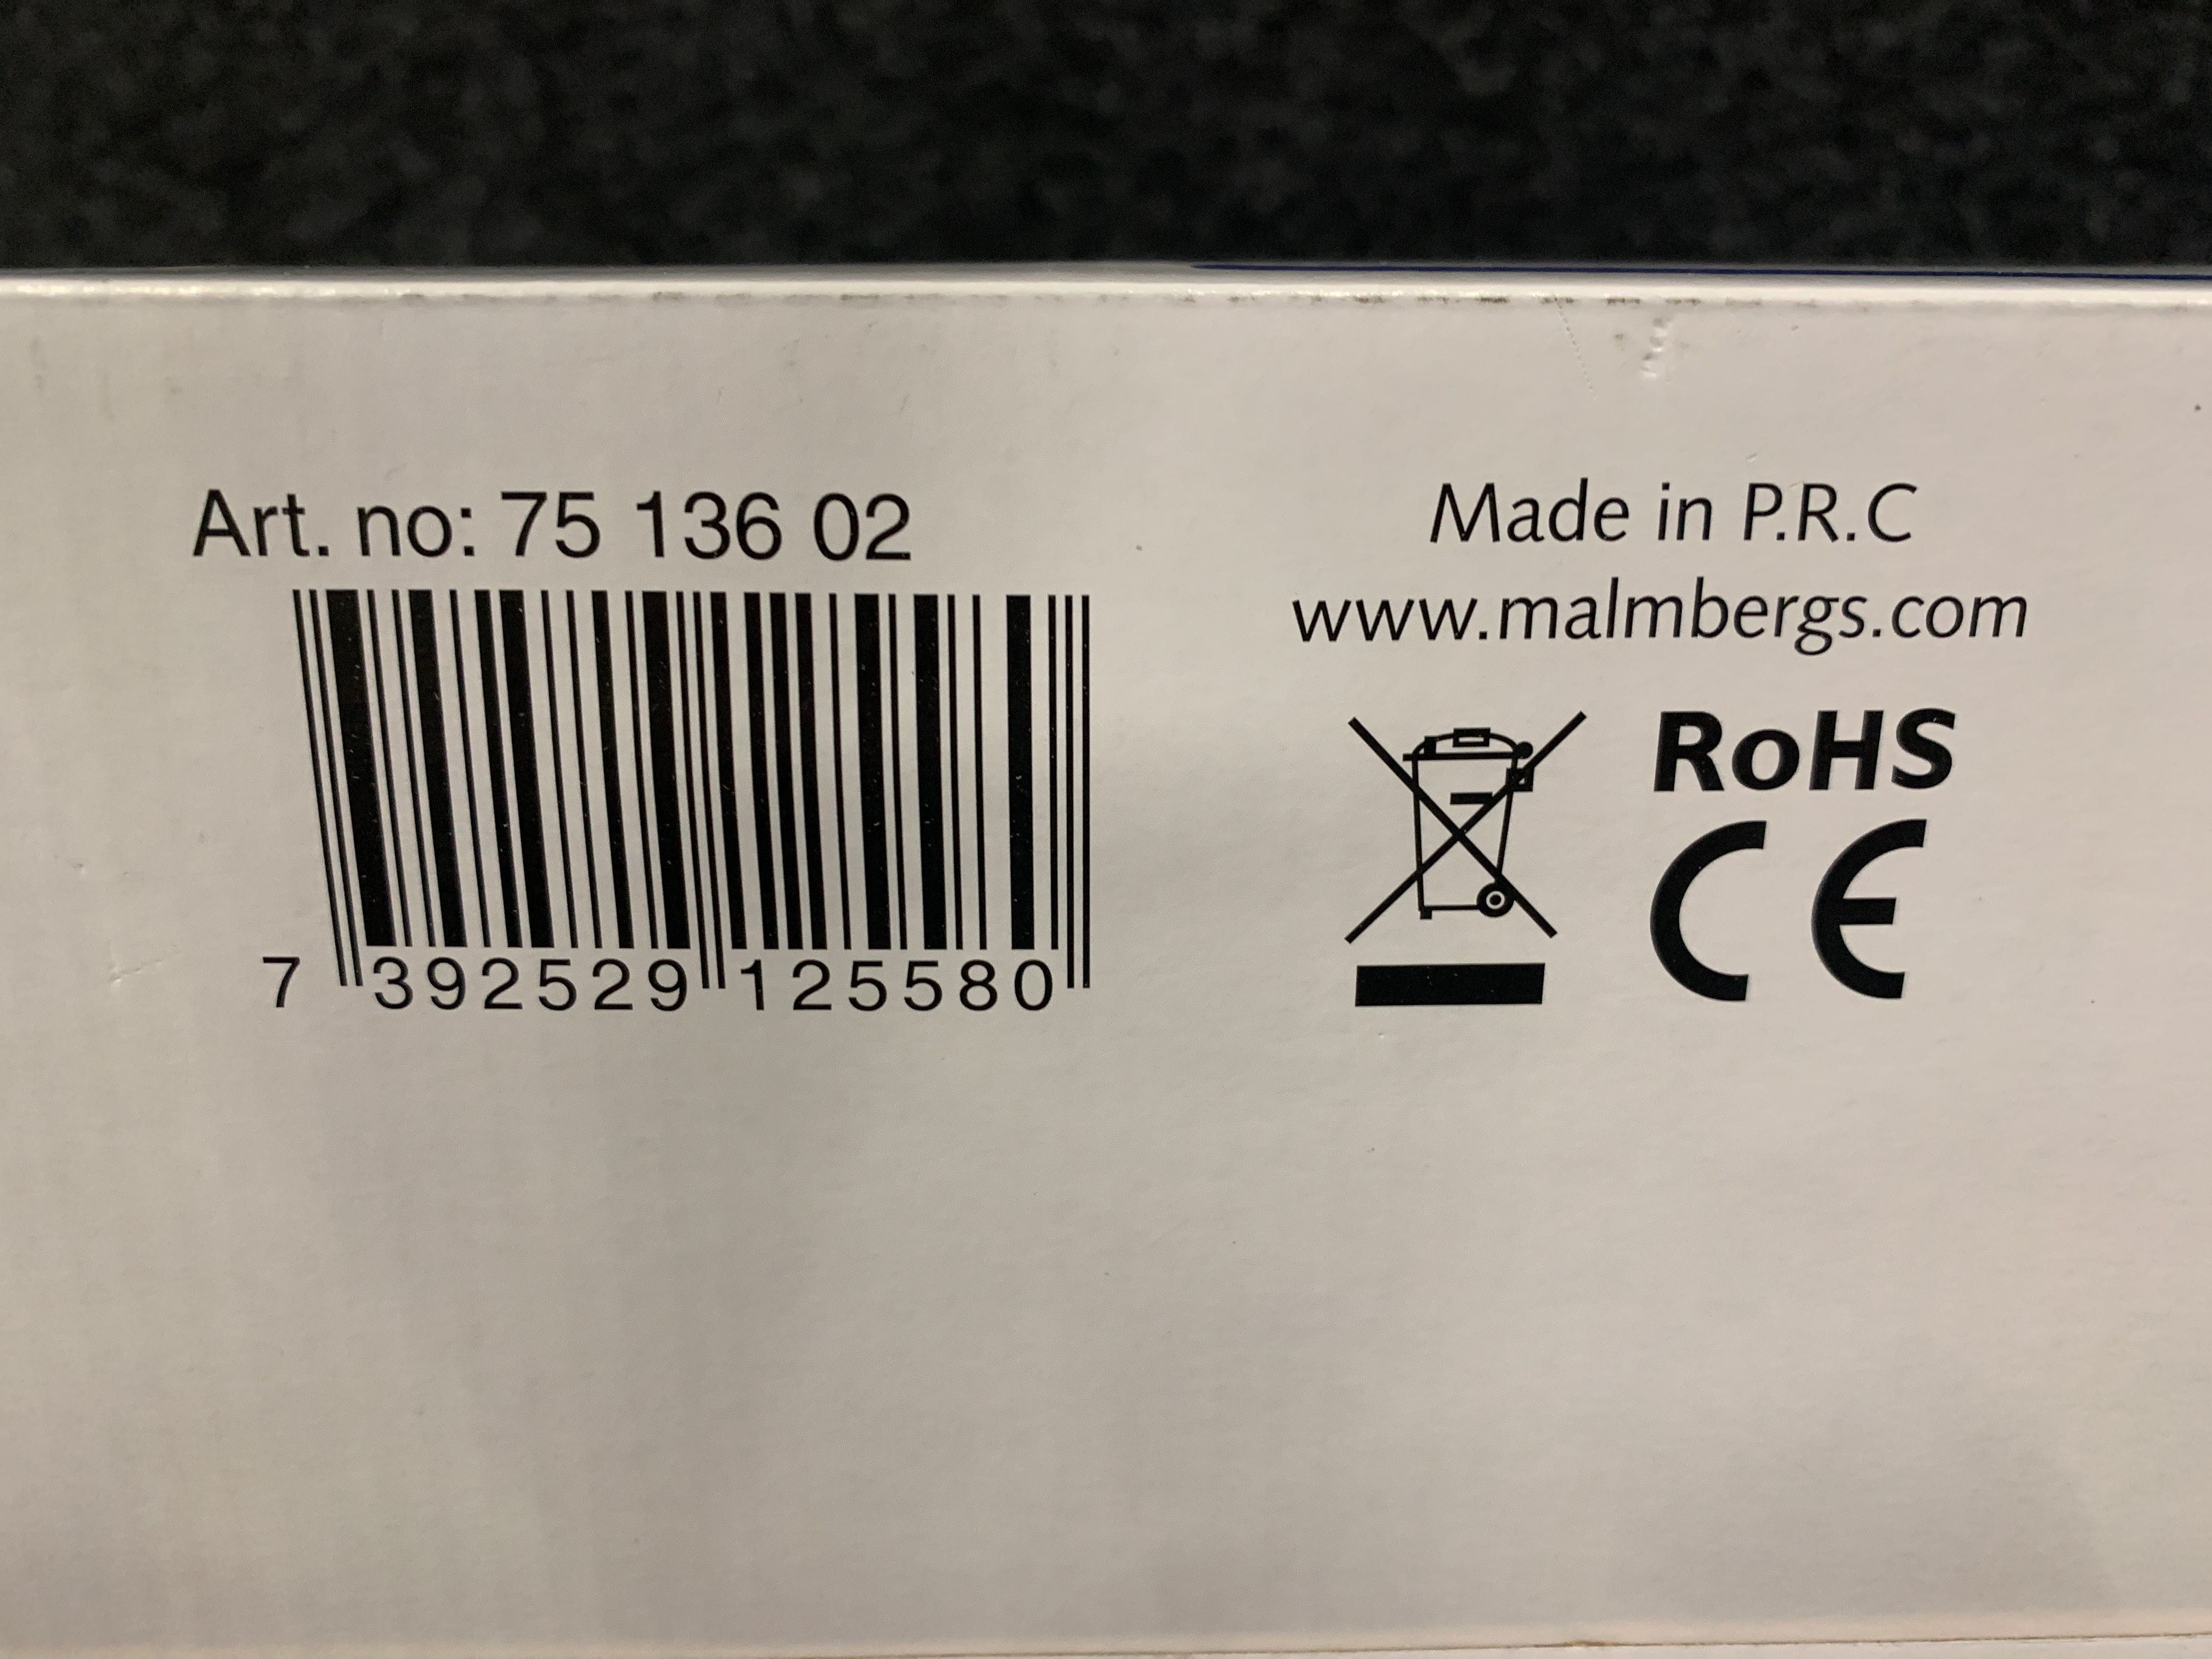 Art. no: 75 136 02
7 392529 125580
Made in P.R.C
www.malmbergs.com
RoHS
CE